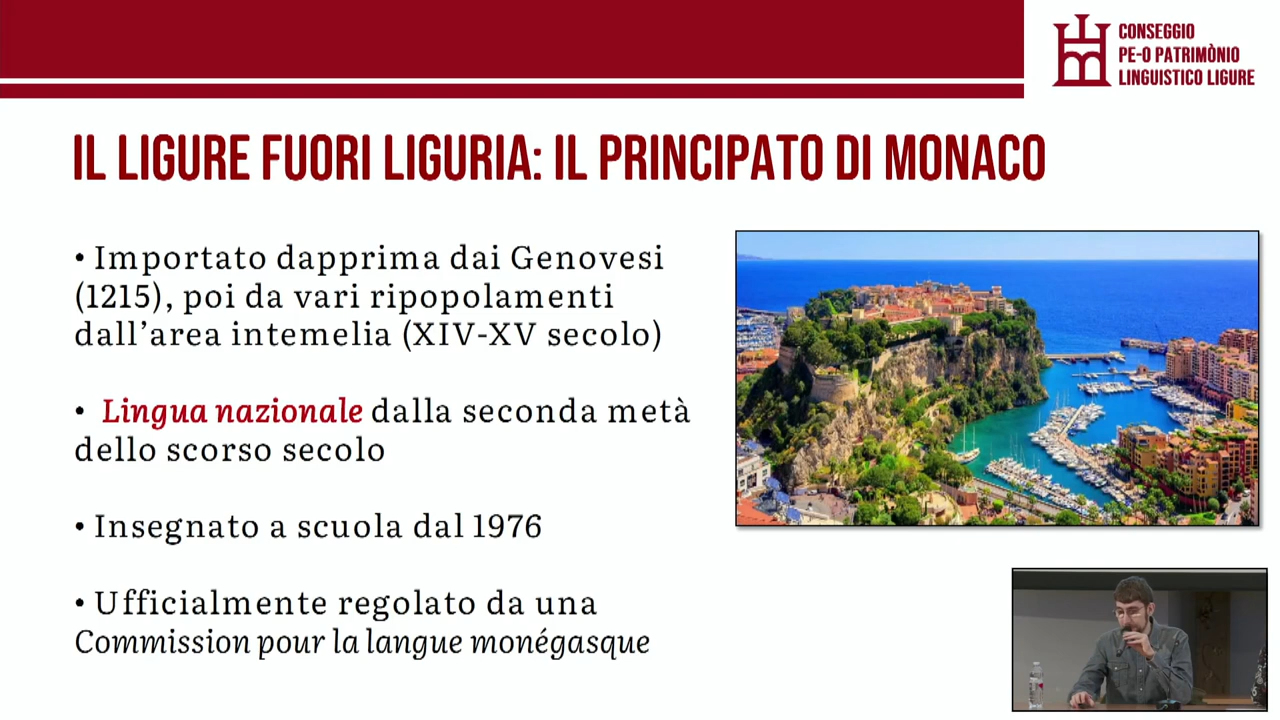 CONSEGGIO
PE-O PATRIMÒNIO
LINGUISTICO LIGURE
IL LIGURE FUORI LIGURIA: IL PRINCIPATO DI MONACO
• Importato dapprima dai Genovesi
(1215), poi da vari ripopolamenti
dall’area intemelia (XIV-XV secolo)
• Lingua nazionale dalla seconda metà
dello scorso secolo
• Insegnato a scuola dal 1976
• Ufficialmente regolato da una
Commission pour la langue monégasque